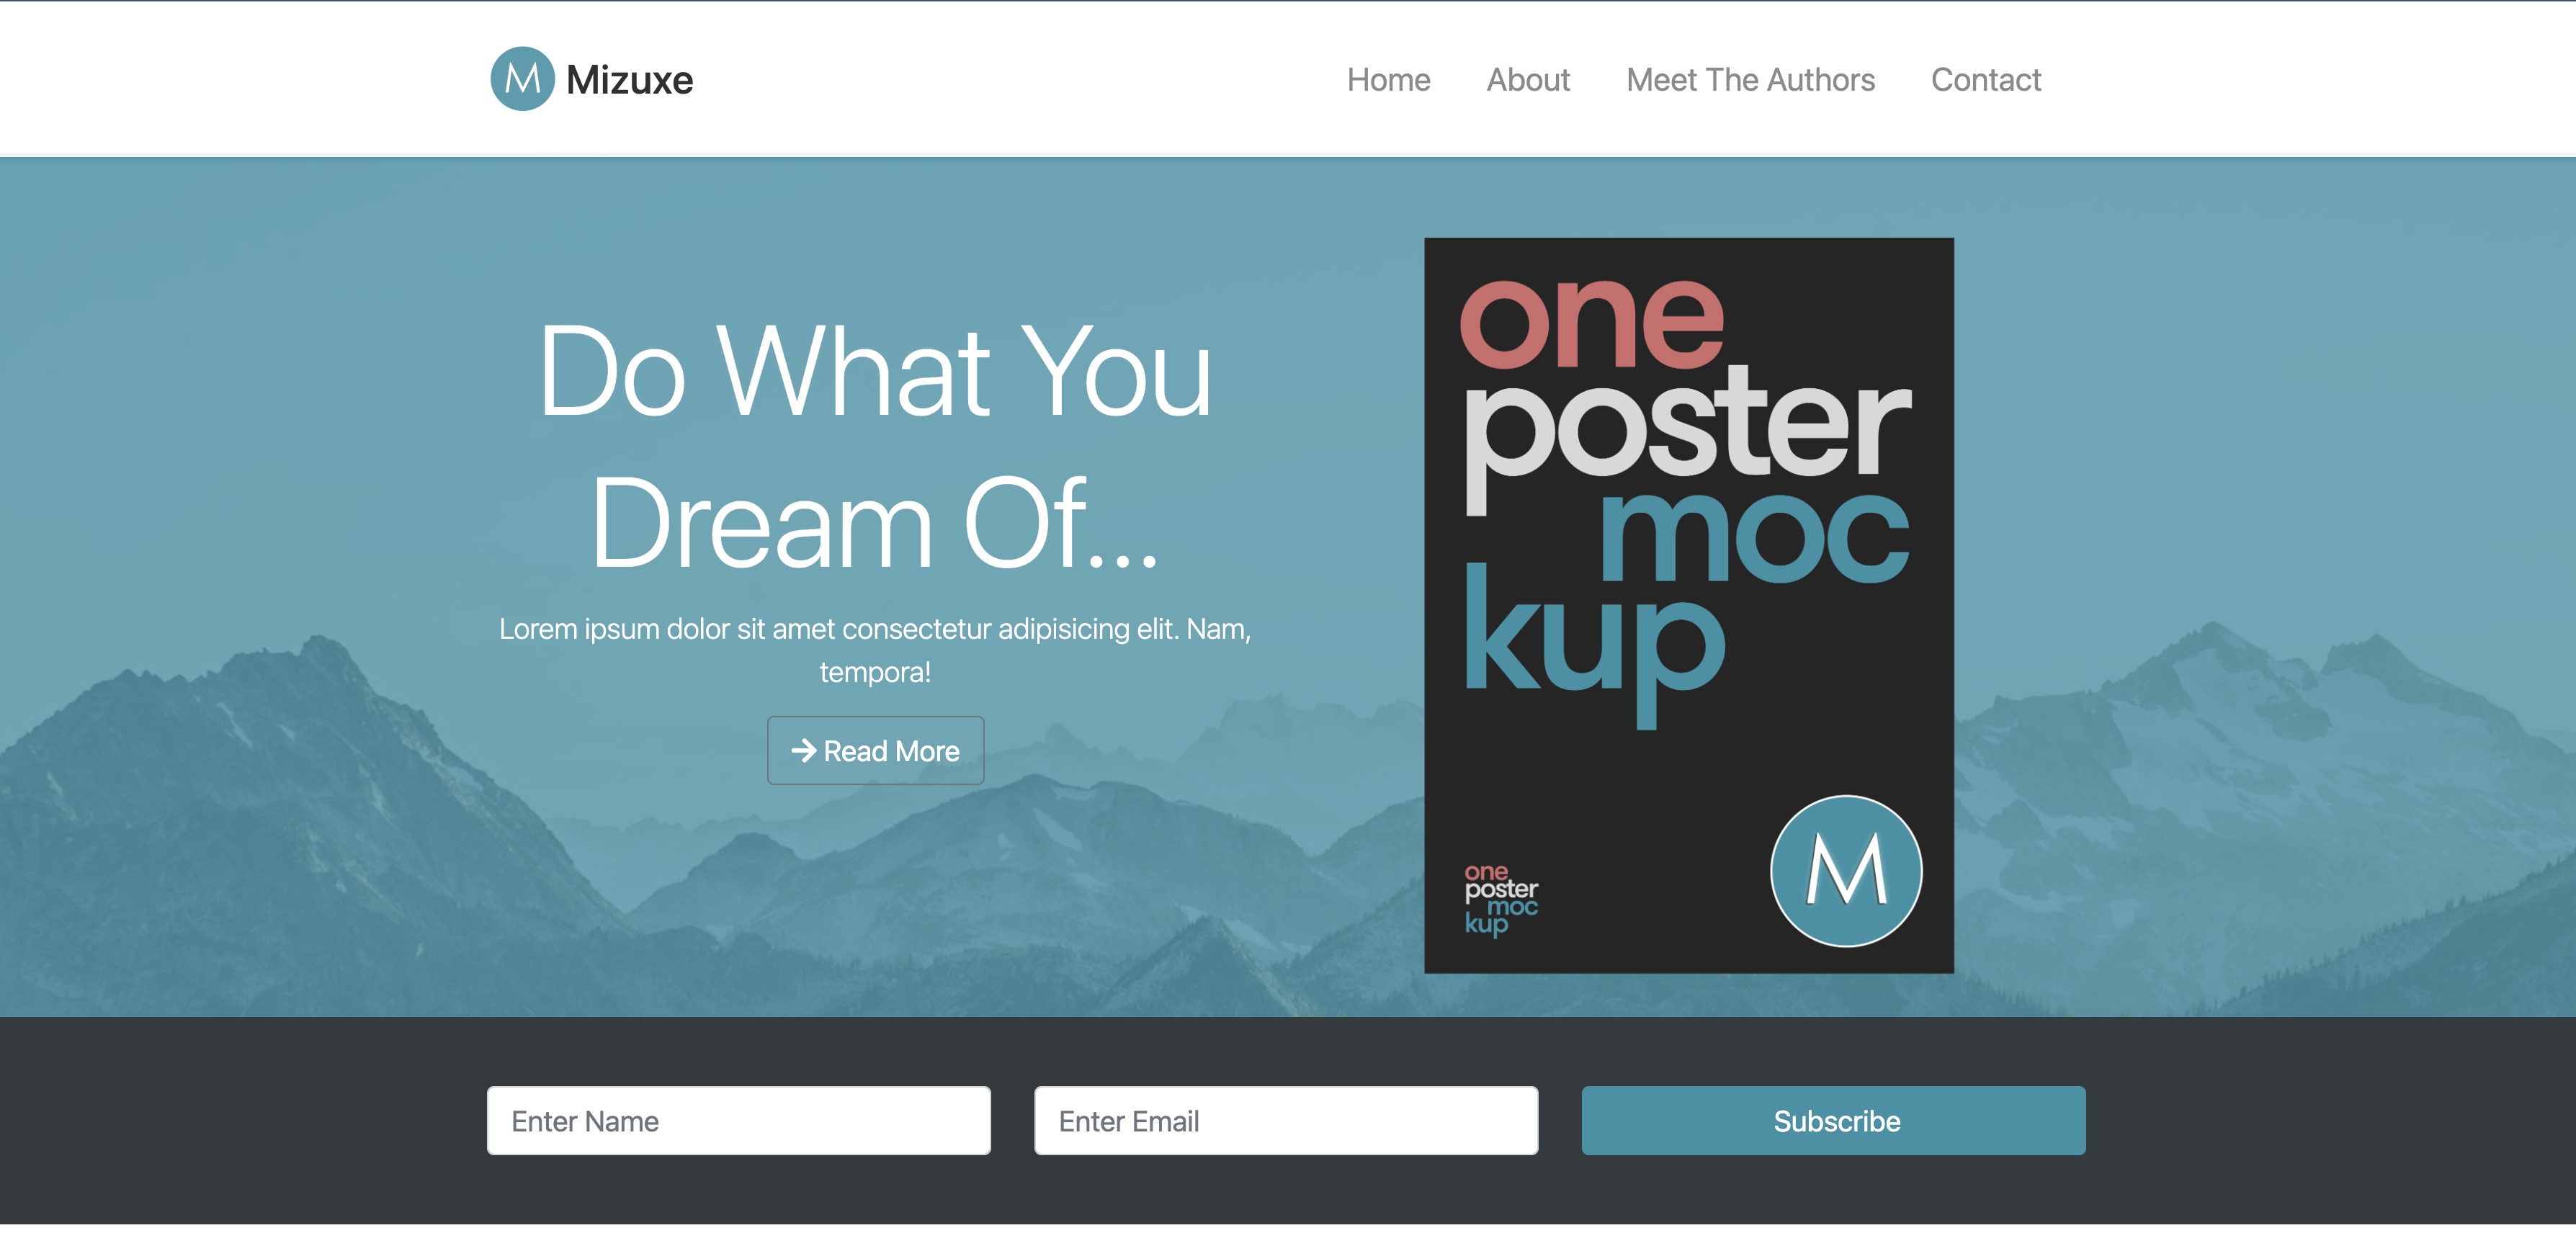 M Mizuxe
Home About Meet The Authors Contact
Do What You
Dream Of...
Lorem ipsum dolor sit amet consectetur adipisicing elit. Nam,
tempora!
Read More
one
poster
moc
kup
one
poster
moc
kup
M
Enter Name
Enter Email
Subscribe